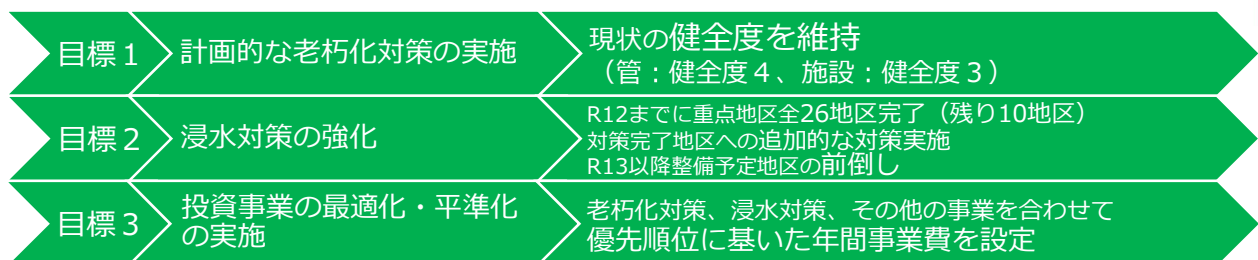 目標１
計画的な老朽化対策の実施
現状の健全度を維持
（管：健全度４、施設：健全度３）
目標２
浸水対策の強化
R12までに重点地区全26地区完了（残り10地区）
対策完了地区への追加的な対策実施
R13以降整備予定地区の前倒し
目標３
投資事業の最適化・平準化
の実施
老朽化対策、浸水対策、その他の事業を合わせて
優先順位に基いた年間事業費を設定